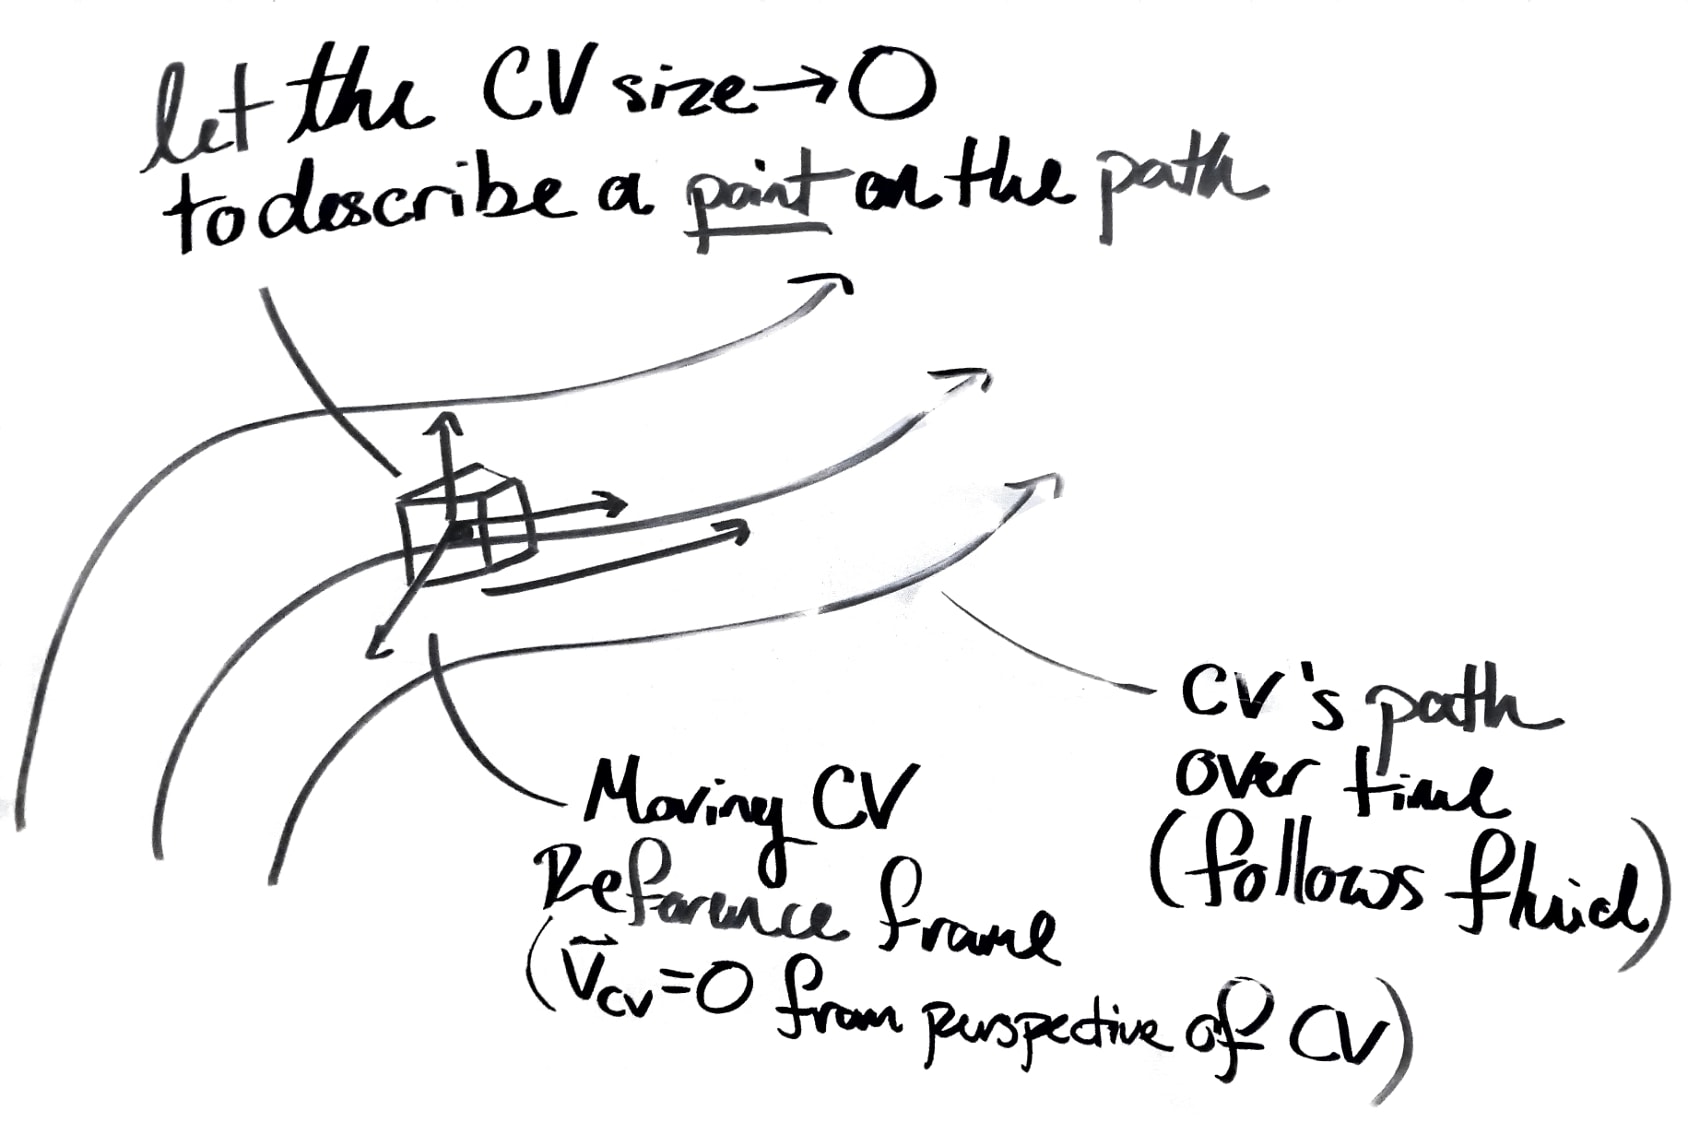 let the CV size→0
to describe a point on the path
CV's path
over time
(follows fluid)
Moving CV
Reference frame
(V⃗cv=0 from perspective of CV)